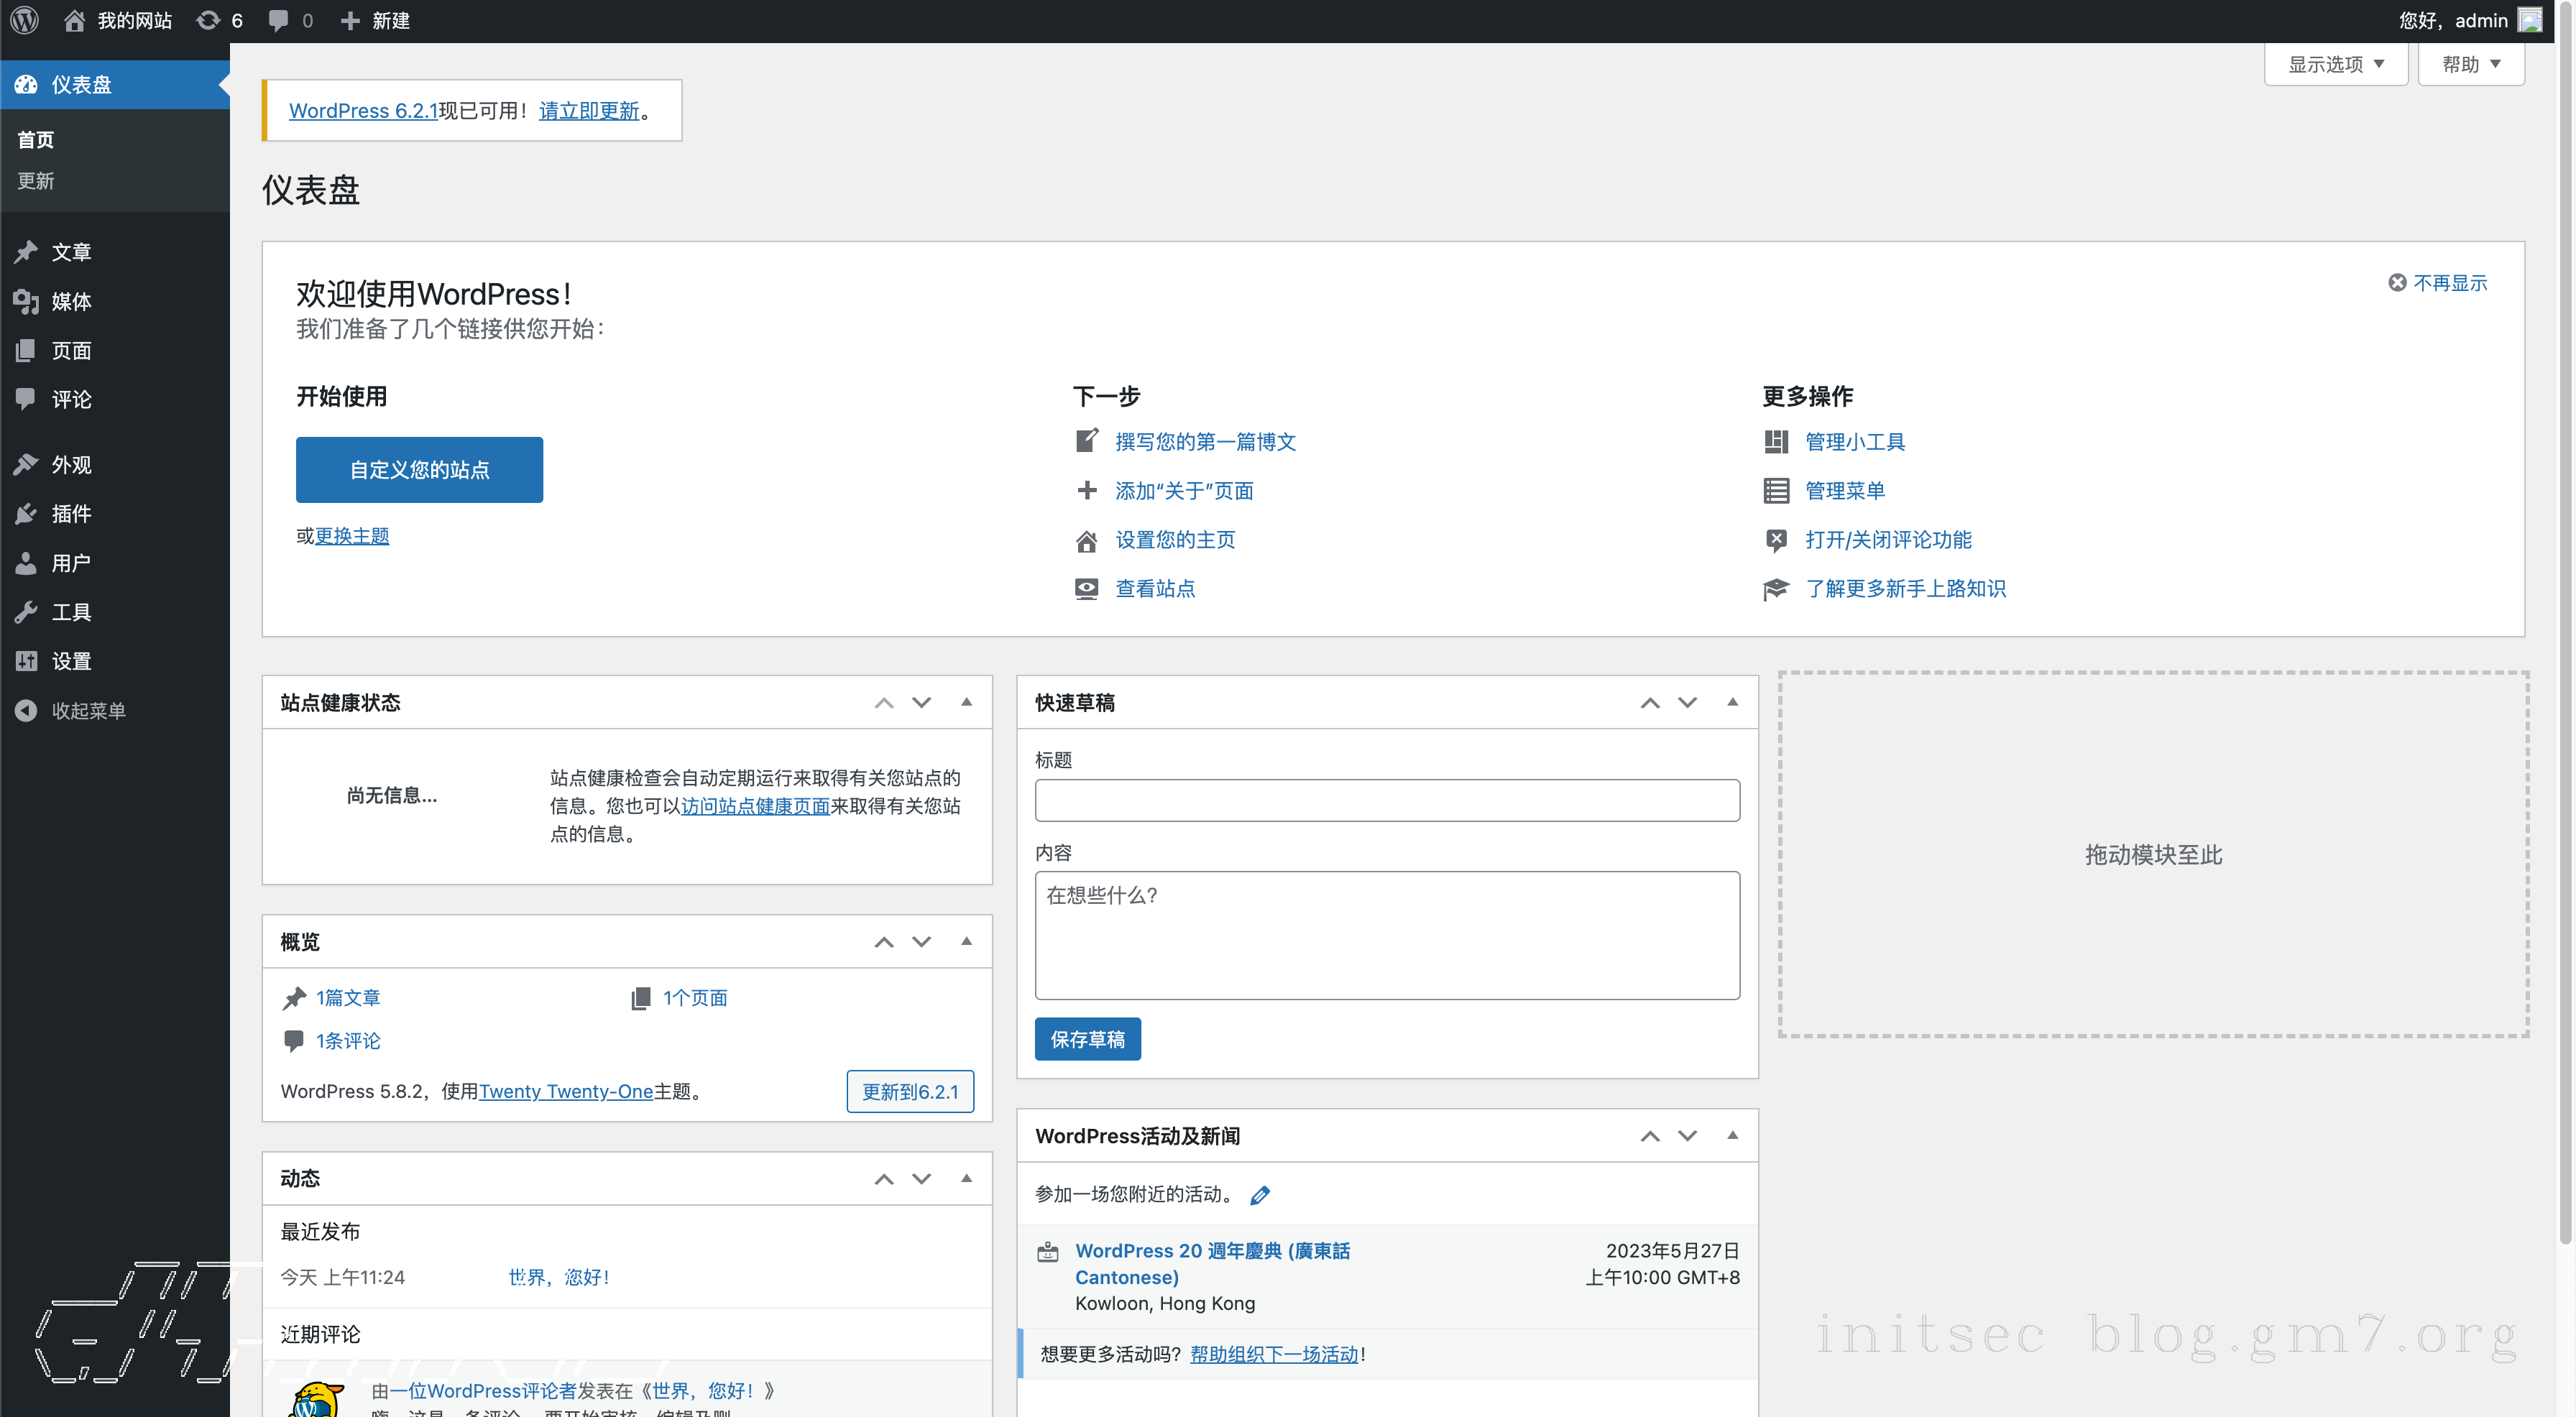 我的网站 6 0 新建
您好，admin
仪表盘
首页
更新
文章
媒体
页面
评论
外观
插件
用户
工具
设置
收起菜单
显示选项
帮助
WordPress 6.2.1现已可用！请立即更新。
仪表盘
欢迎使用WordPress！
我们准备了几个链接供您开始：
不再显示
开始使用
自定义您的站点
或更换主题
下一步
撰写您的第一篇博文
添加“关于”页面
设置您的主页
查看站点
更多操作
管理小工具
管理菜单
打开/关闭评论功能
了解更多新手上路知识
站点健康状态
尚无信息…
站点健康检查会自动定期运行来取得有关您站点的
信息。您也可以访问站点健康页面来取得有关您站
点的信息。
概览
1篇文章
1个页面
1条评论
WordPress 5.8.2，使用Twenty Twenty-One主题。
更新到6.2.1
动态
最近发布
今天 上午11:24
世界，您好！
近期评论
由一位WordPress评论者发表在《世界，您好！》
快速草稿
标题
内容
在想些什么?
保存草稿
WordPress活动及新闻
参加一场您附近的活动。
WordPress 20 週年慶典 (廣東話
Cantonese)
Kowloon, Hong Kong
2023年5月27日
上午10:00 GMT+8
想要更多活动吗？帮助组织下一场活动！
拖动模块至此
initsec blog.gm7.org